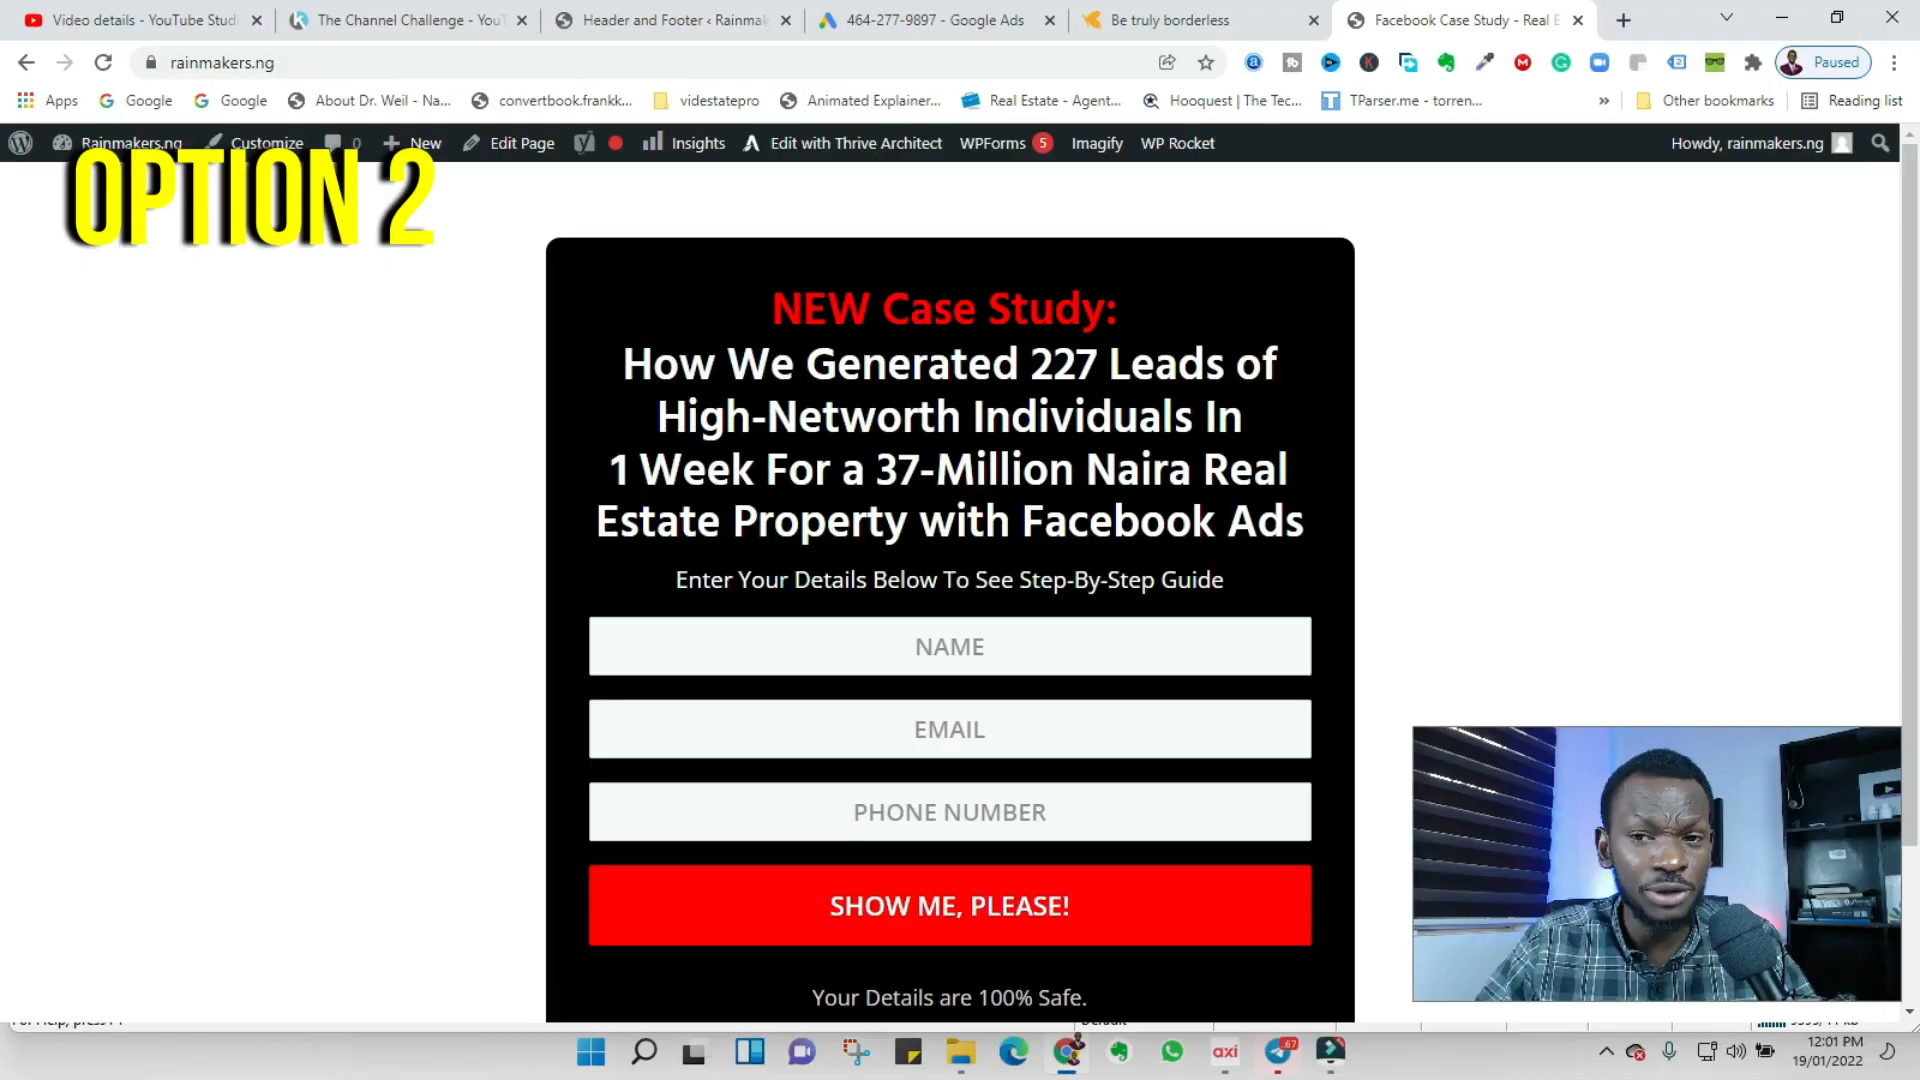 Video details - YouTube Studi
The Channel Challenge - YouT
Header and Footer ‹ Rainmak
464-277-9897 - Google Ads
Be truly borderless
Facebook Case Study - Real E
rainmakers.ng
Paused
Apps
Google
Google
About Dr. Weil - Na...
convertbook.frankk...
videstatepro
Animated Explainer...
Real Estate - Agent...
Hooquest | The Tec...
TParser.me - torren...
»
Other bookmarks
Reading list
Rainmakers.ng
Customize
0
New
Edit Page
Insights
Edit with Thrive Architect
WPForms 5
Imagify
WP Rocket
Howdy, rainmakers.ng
OPTION 2
NEW Case Study:
How We Generated 227 Leads of
High-Networth Individuals In
1 Week For a 37-Million Naira Real
Estate Property with Facebook Ads
Enter Your Details Below To See Step-By-Step Guide
NAME
EMAIL
PHONE NUMBER
SHOW ME, PLEASE!
Your Details are 100% Safe.
axi
67
12:01 PM
19/01/2022